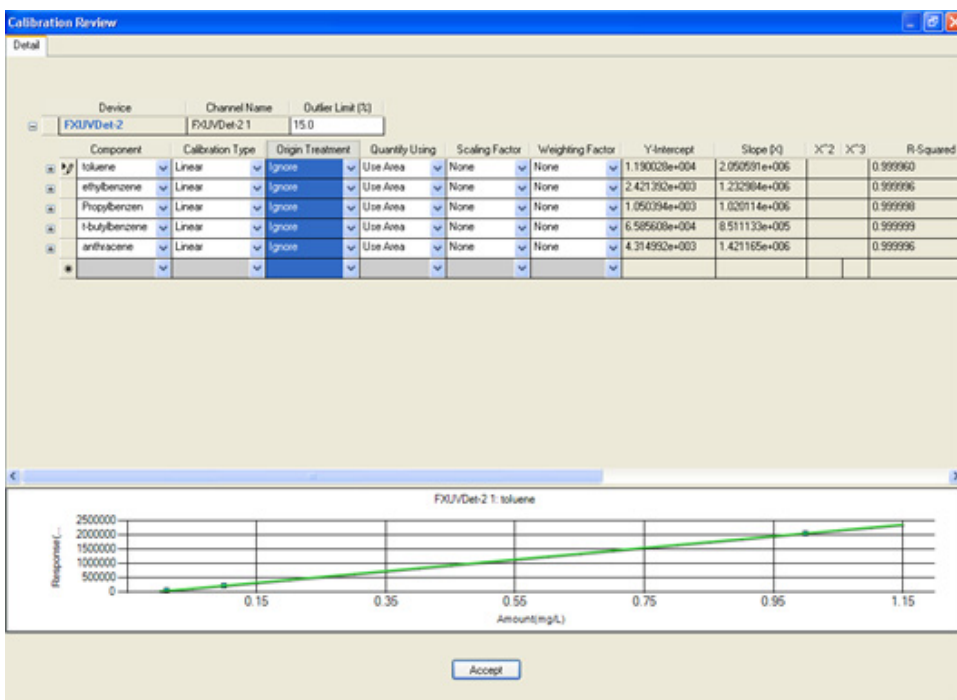 Calibration Review
Detail
Device Channel Name Outlier Limit (%)
FXUVDet-2 FXUVDet-2 1 15.0
Component Calibration Type Origin Treatment Quantity Using Scaling Factor Weighting Factor Y-Intercept Slope (X) X^2 X^3 R-Squared
toluene Linear Ignore Use Area None None 1.190028e+004 2.050591e+006 0.999960
ethylbenzene Linear Ignore Use Area None None 2.421392e+003 1.232984e+006 0.999996
Propylbenzen Linear Ignore Use Area None None 1.050394e+003 1.020114e+006 0.999998
t-butylbenzene Linear Ignore Use Area None None 6.585608e+003 8.511133e+005 0.999999
anthracene Linear Ignore Use Area None None 4.314992e+003 1.421165e+006 0.999996
FXUVDet-2 1: toluene
Response(...
2500000
2000000
1500000
1000000
500000
0
0.15 0.35 0.55 0.75 0.95 1.15
Amount(mg/L)
Accept